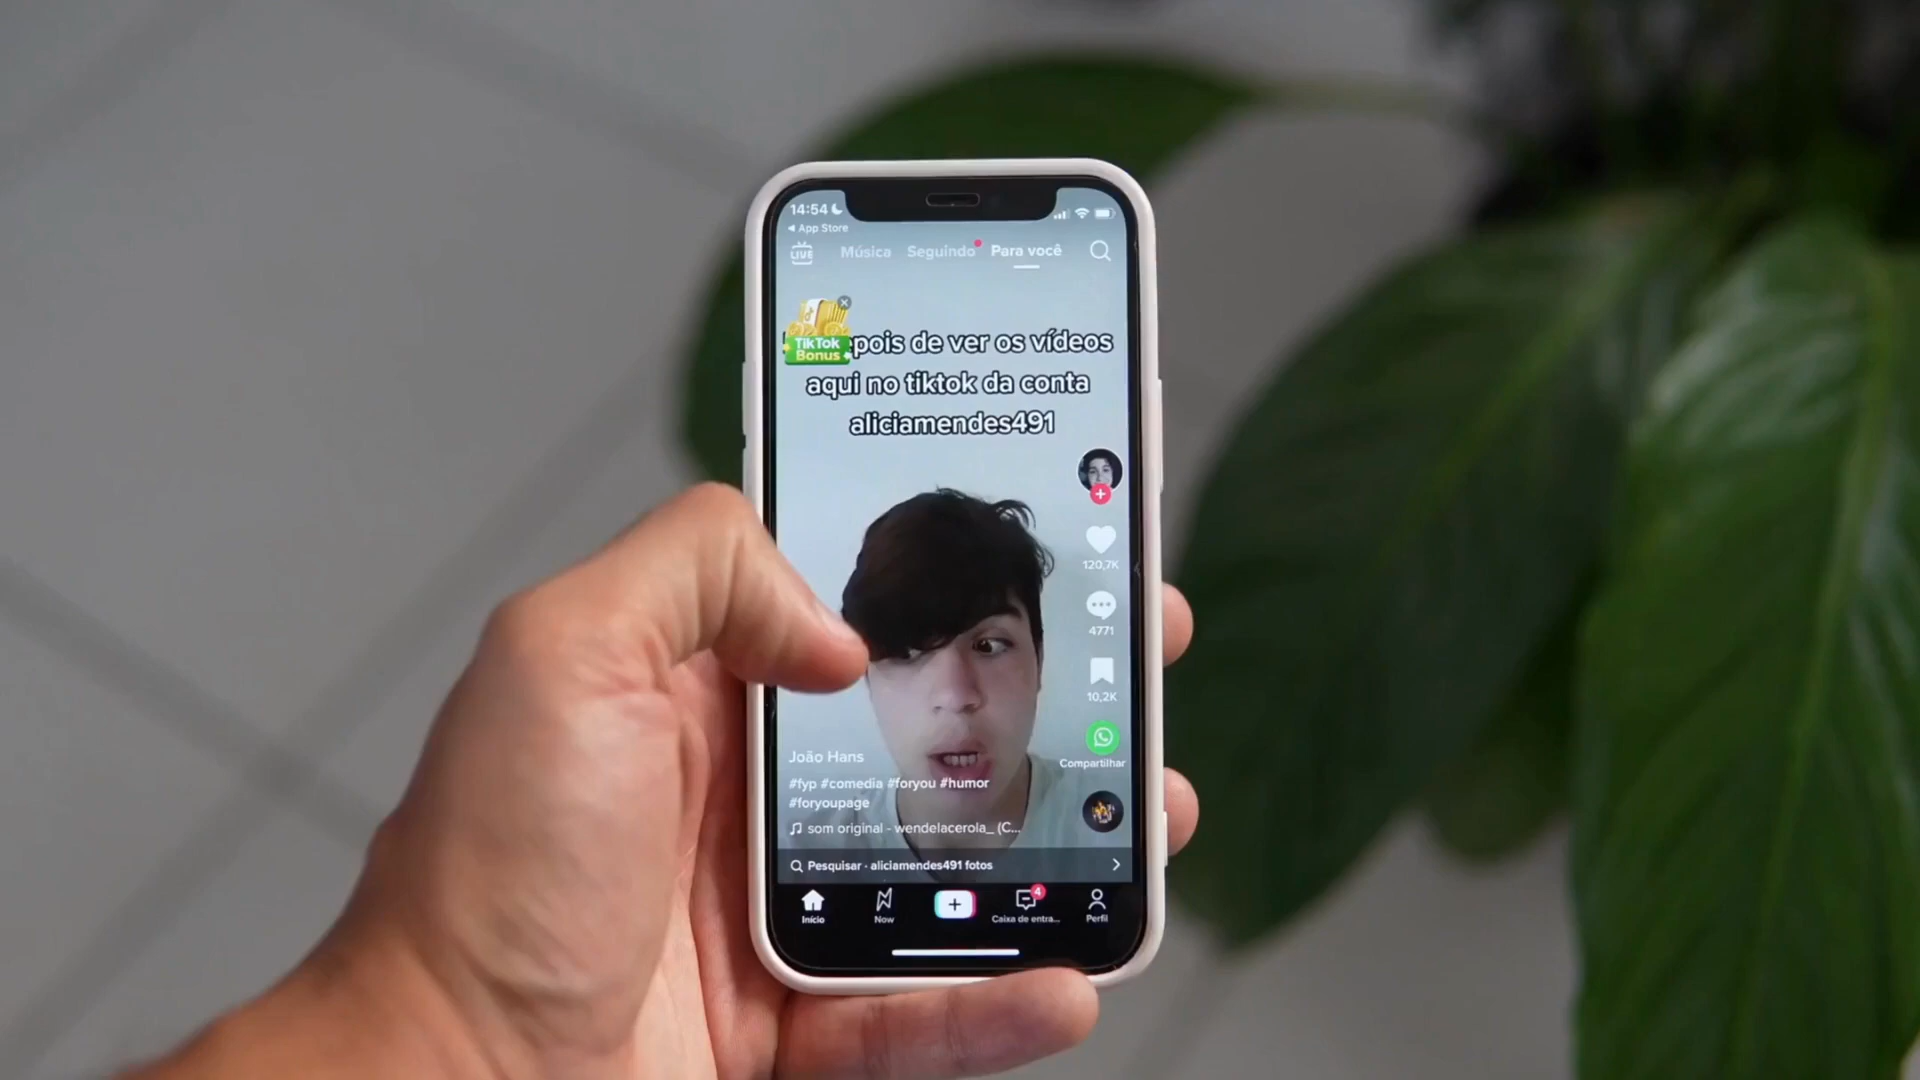 14:54
◀ App Store
LIVE
Música Seguindo Para você
TikTok
Bonus
pois de ver os vídeos
aqui no tiktok da conta
aliciamendes491
120,7K
4771
10,2K
Compartilhar
João Hans
#fyp #comedia #foryou #humor
#foryoupage
som original - wendelacerola_ (C...
Pesquisar · aliciamendes491 fotos
4
Início Now Caixa de entra... Perfil